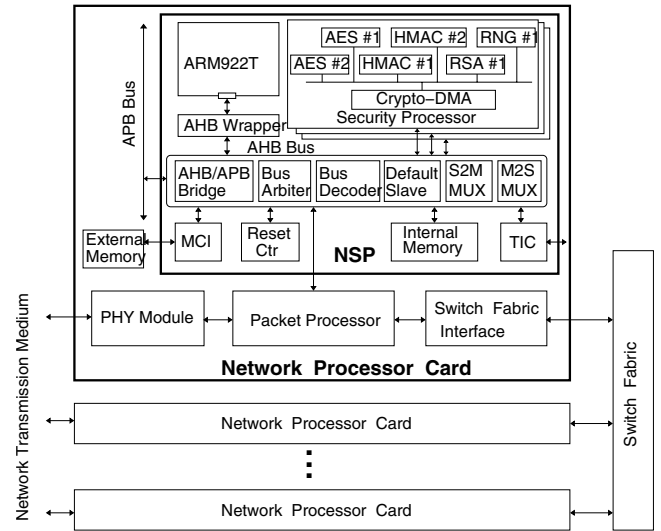 AES #1
HMAC #2
RNG #1
ARM922T
AES #2
HMAC #1
RSA #1
Crypto-DMA
Security Processor
APB Bus
AHB Wrapper
AHB Bus
AHB/APB
Bridge
Bus
Arbiter
Bus
Decoder
Default
Slave
S2M
MUX
M2S
MUX
External
Memory
MCI
Reset
Ctr
NSP
Internal
Memory
TIC
PHY Module
Packet Processor
Switch Fabric
Interface
Network Processor Card
Network Transmission Medium
Switch Fabric
Network Processor Card
Network Processor Card